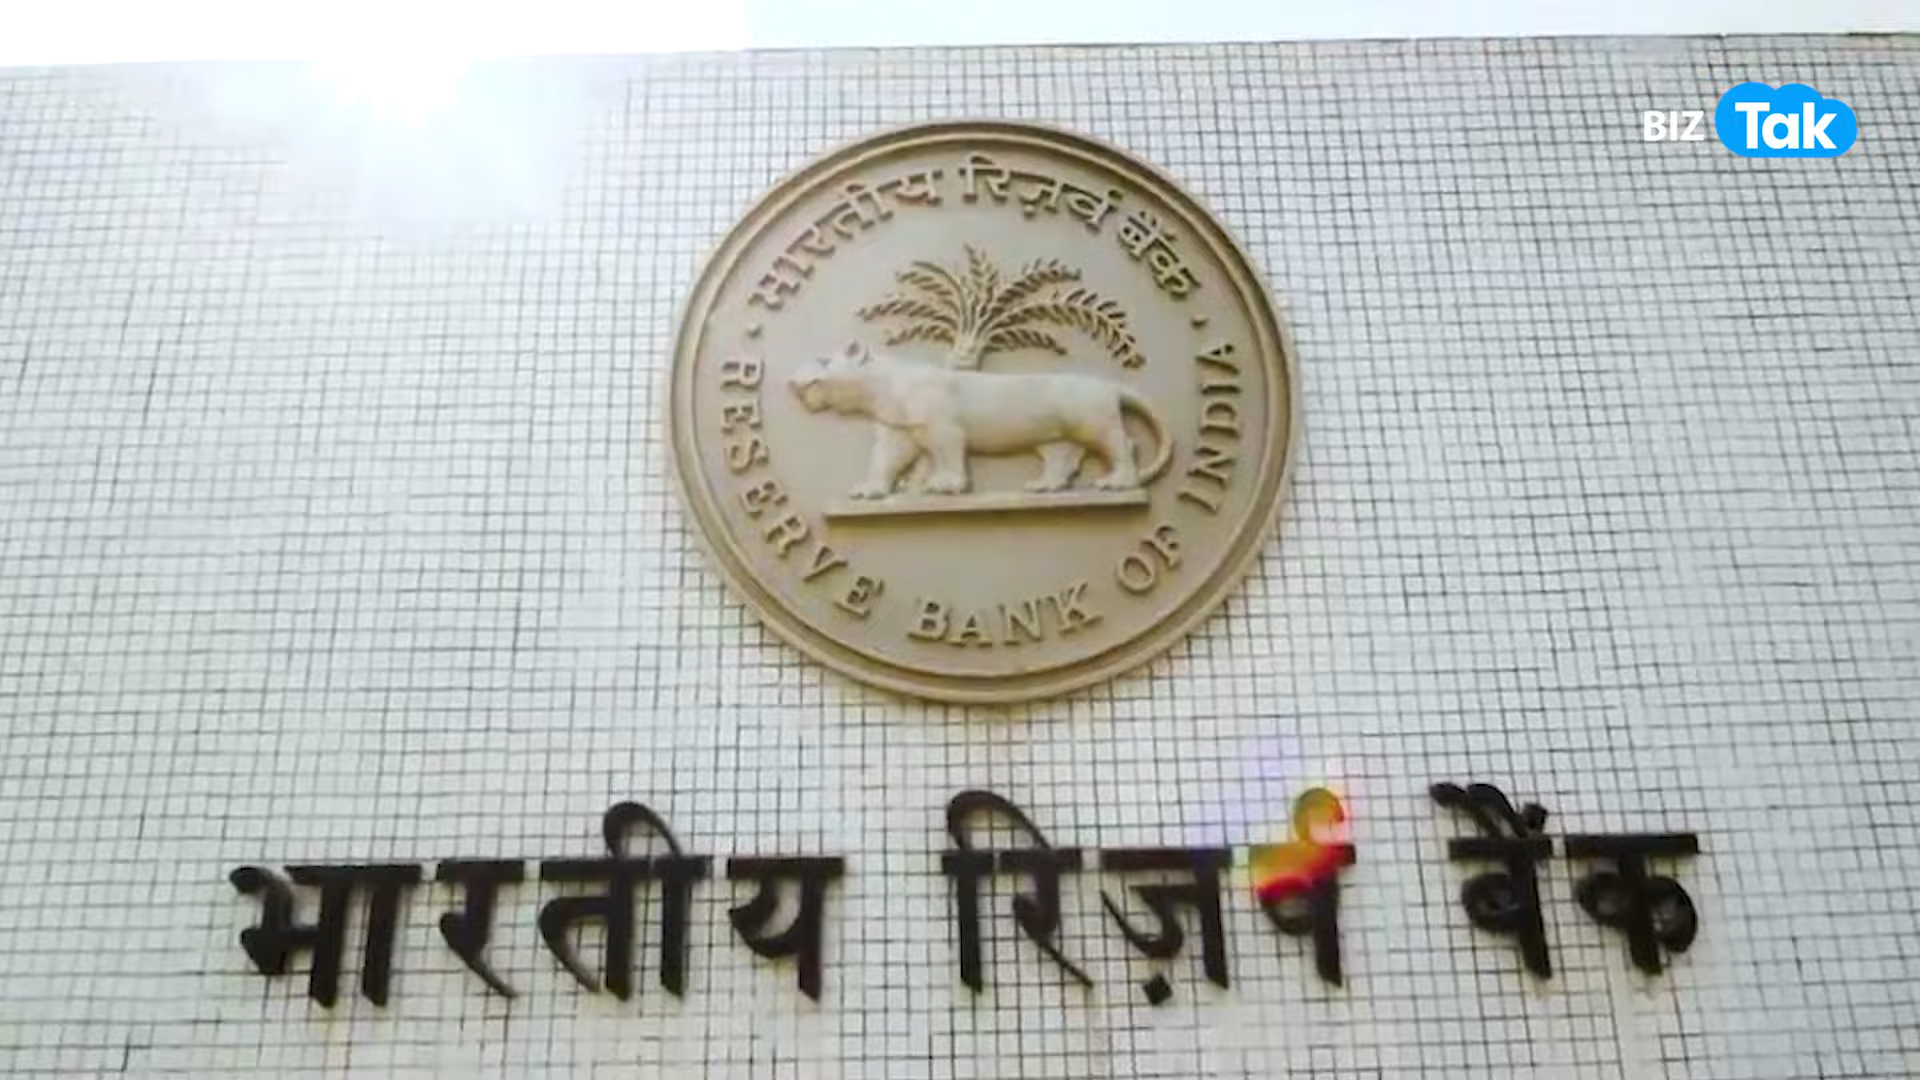 BIZ Tak
भारतीय रिज़र्व बैंक
RESERVE BANK OF INDIA
भारतीय रिज़र्व बैंक